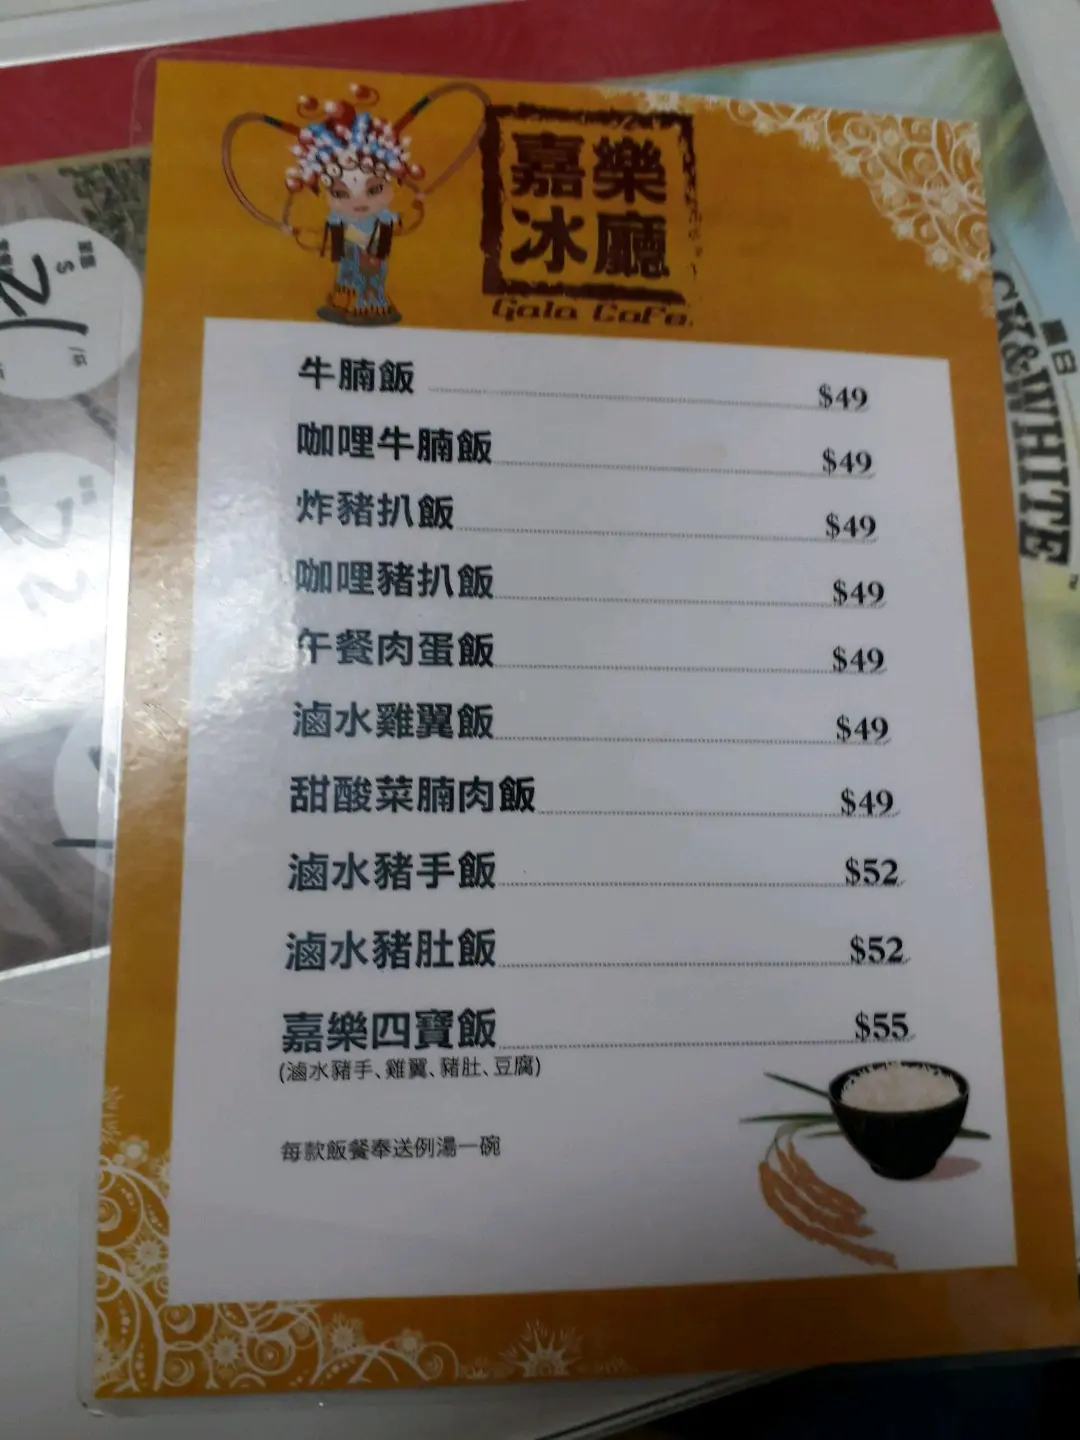 嘉樂
冰廳
Gala Cafe.
牛腩飯 $49
咖哩牛腩飯 $49
炸豬扒飯 $49
咖哩豬扒飯 $49
午餐肉蛋飯 $49
滷水雞翼飯 $49
甜酸菜腩肉飯 $49
滷水豬手飯 $52
滷水豬肚飯 $52
嘉樂四寶飯 $55
(滷水豬手、雞翼、豬肚、豆腐)
每款飯餐奉送例湯一碗
CK&WHITE